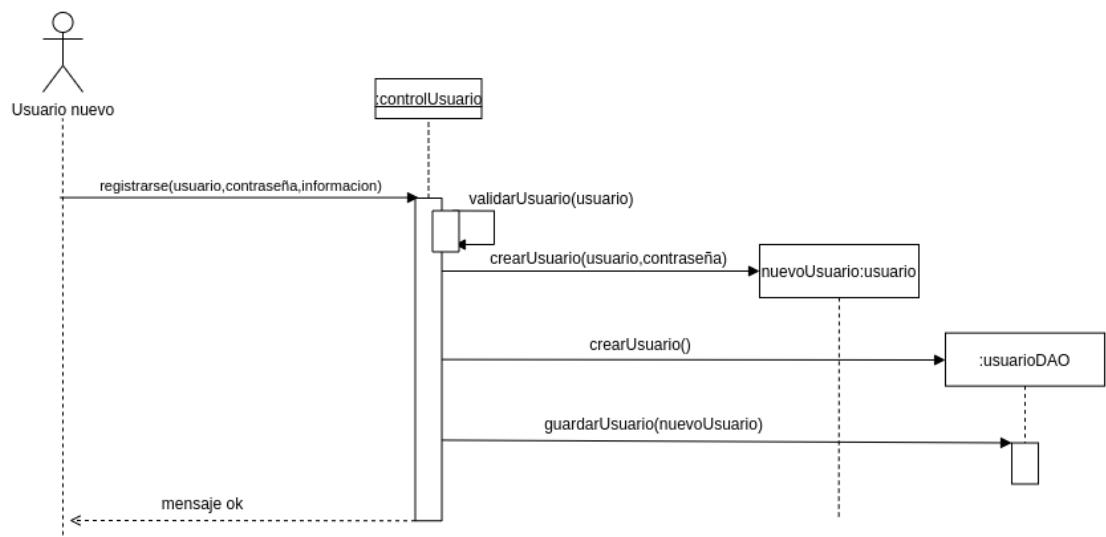 Usuario nuevo
:controlUsuario
registrarse(usuario,contraseña,informacion)
validarUsuario(usuario)
crearUsuario(usuario,contraseña)
nuevoUsuario:usuario
crearUsuario()
:usuarioDAO
guardarUsuario(nuevoUsuario)
mensaje ok